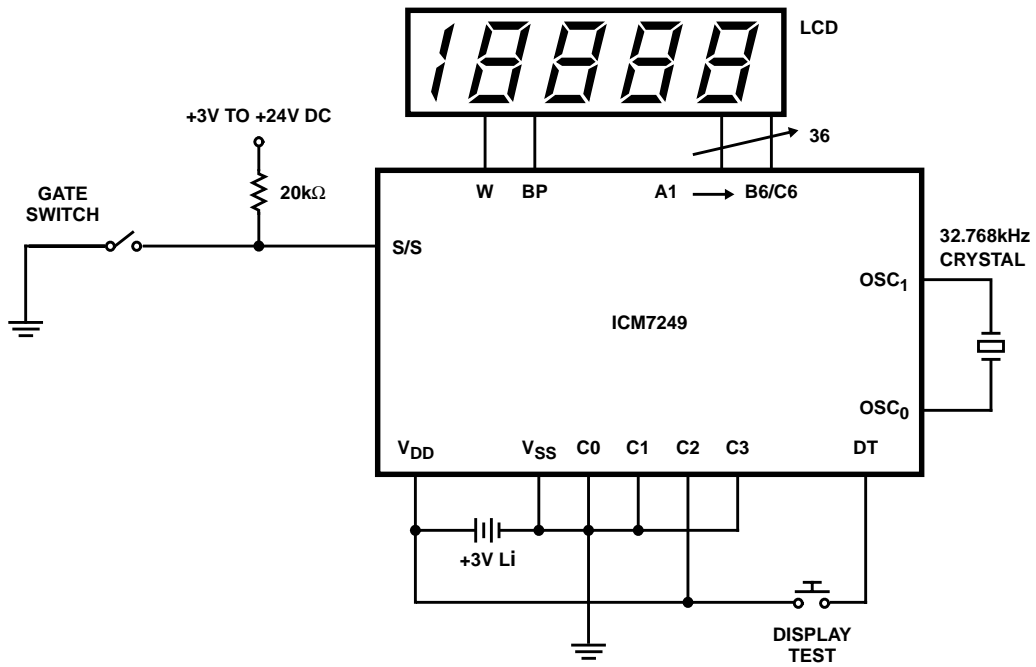 18888
LCD
+3V TO +24V DC
36
GATE
SWITCH
20kΩ
W BP A1 B6/C6
S/S
32.768kHz
CRYSTAL
OSC1
ICM7249
OSC0
VDD VSS C0 C1 C2 C3 DT
+3V Li
DISPLAY
TEST